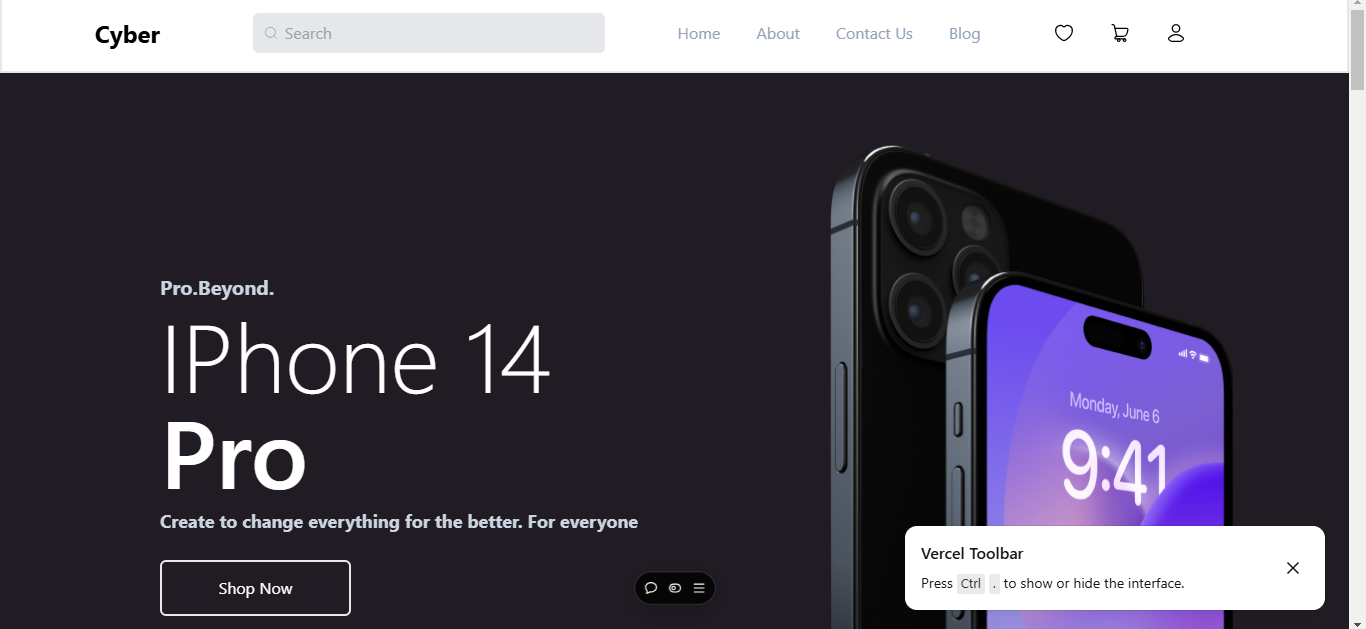 Cyber
Search
Home
About
Contact Us
Blog
Pro.Beyond.
IPhone 14
Pro
Create to change everything for the better. For everyone
Shop Now
Monday, June 6
9:41
Vercel Toolbar
Press Ctrl . to show or hide the interface.